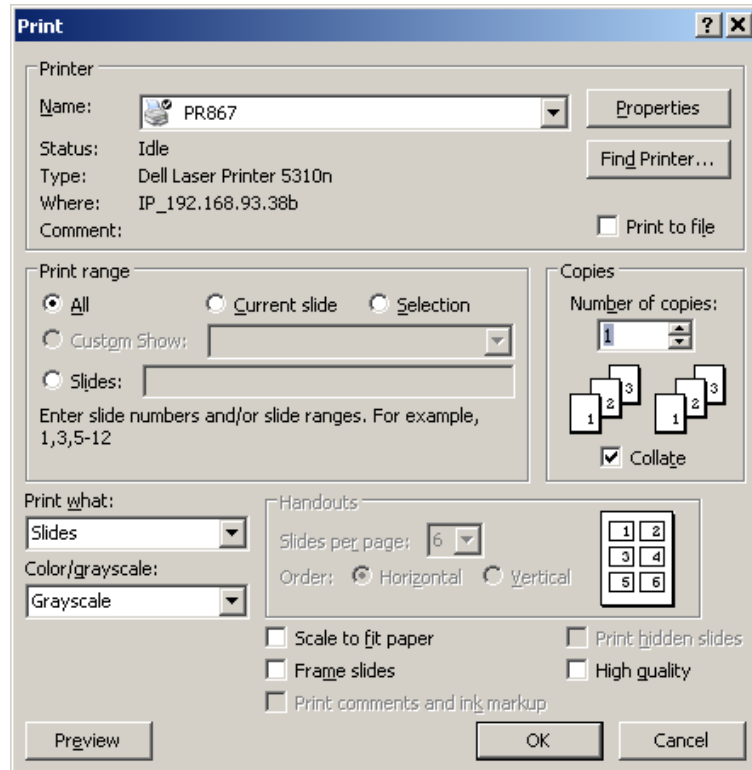 Print
Printer
Name: PR867 Properties
Status: Idle
Find Printer...
Type: Dell Laser Printer 5310n
Where: IP_192.168.93.38b
Comment: Print to file
Print range
All Current slide Selection
Custom Show:
Slides:
Enter slide numbers and/or slide ranges. For example,
1,3,5-12
Copies
Number of copies:
1
1 2 3 1 2 3
Collate
Print what:
Slides
Color/grayscale:
Grayscale
Handouts
Slides per page: 6
Order: Horizontal Vertical
1 2
3 4
5 6
Scale to fit paper Print hidden slides
Frame slides High quality
Print comments and ink markup
Preview OK Cancel